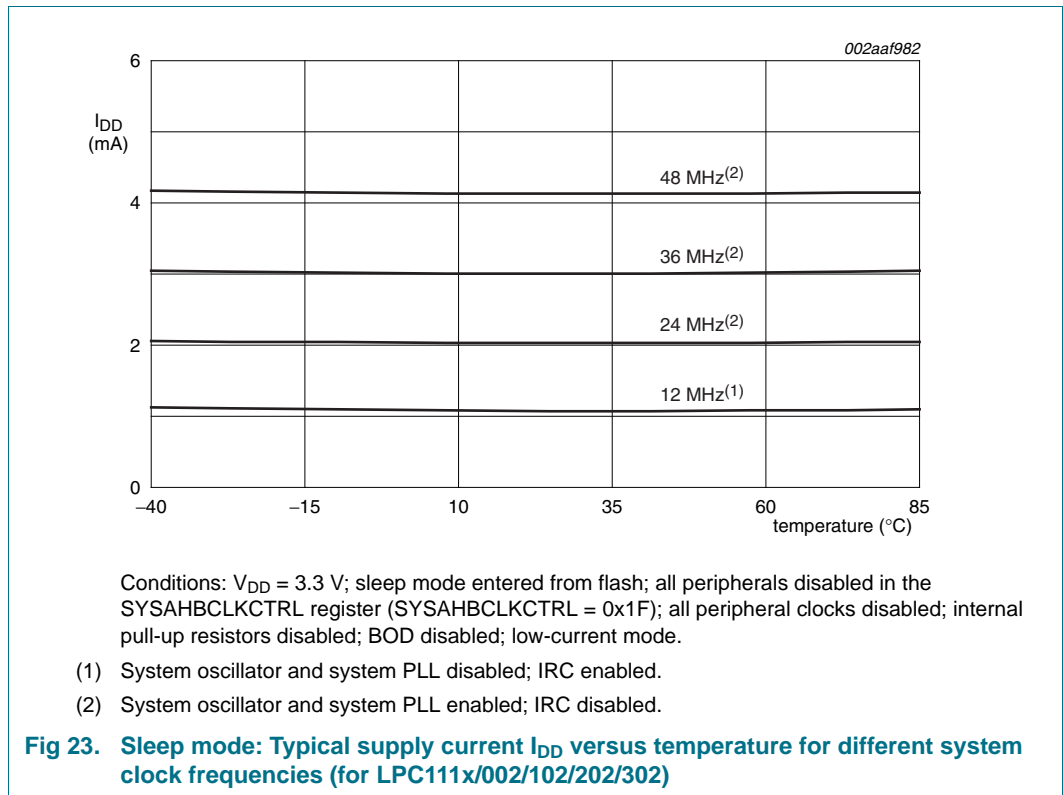 002aaf982
6
I_DD
(mA)
48 MHz(2)
4
36 MHz(2)
24 MHz(2)
2
12 MHz(1)
0
−40 −15 10 35 60 85
temperature (°C)
Conditions: V_DD = 3.3 V; sleep mode entered from flash; all peripherals disabled in the
SYSAHBCLKCTRL register (SYSAHBCLKCTRL = 0x1F); all peripheral clocks disabled; internal
pull-up resistors disabled; BOD disabled; low-current mode.
(1) System oscillator and system PLL disabled; IRC enabled.
(2) System oscillator and system PLL enabled; IRC disabled.
Fig 23. Sleep mode: Typical supply current I_DD versus temperature for different system
clock frequencies (for LPC111x/002/102/202/302)